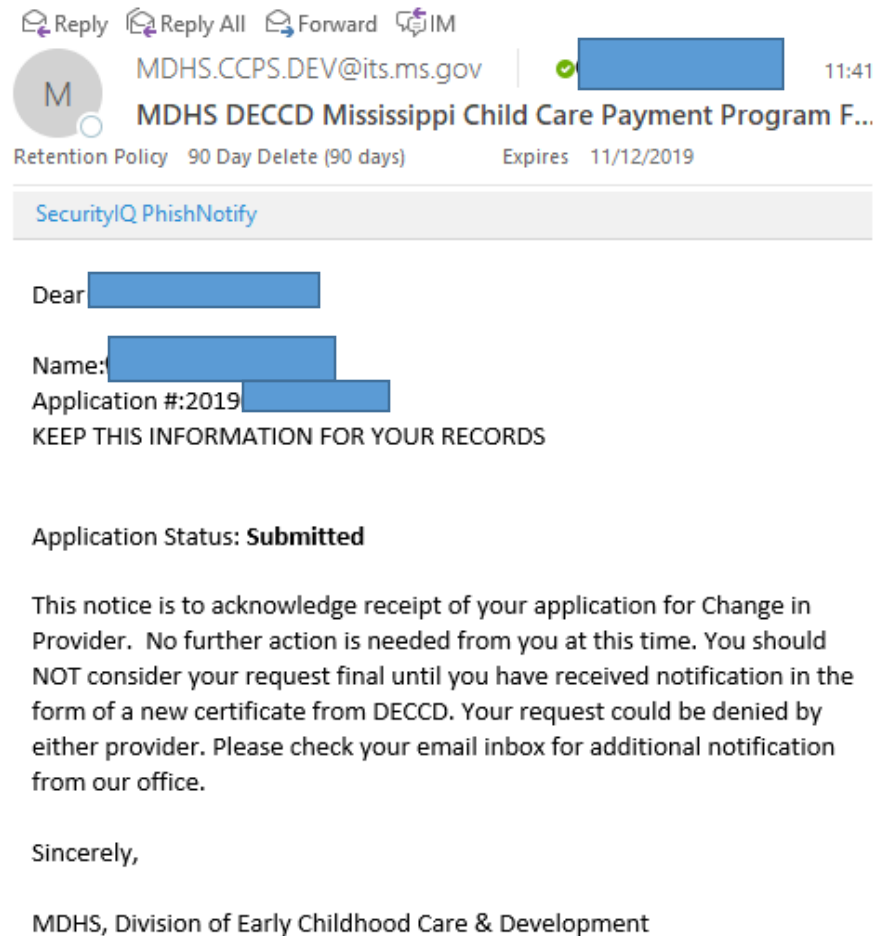 Reply Reply All Forward IM
M
MDHS.CCPS.DEV@its.ms.gov 11:41
MDHS DECCD Mississippi Child Care Payment Program F...
Retention Policy 90 Day Delete (90 days) Expires 11/12/2019
SecurityIQ PhishNotify
Dear
Name:
Application #:2019
KEEP THIS INFORMATION FOR YOUR RECORDS
Application Status: Submitted
This notice is to acknowledge receipt of your application for Change in
Provider. No further action is needed from you at this time. You should
NOT consider your request final until you have received notification in the
form of a new certificate from DECCD. Your request could be denied by
either provider. Please check your email inbox for additional notification
from our office.
Sincerely,
MDHS, Division of Early Childhood Care & Development